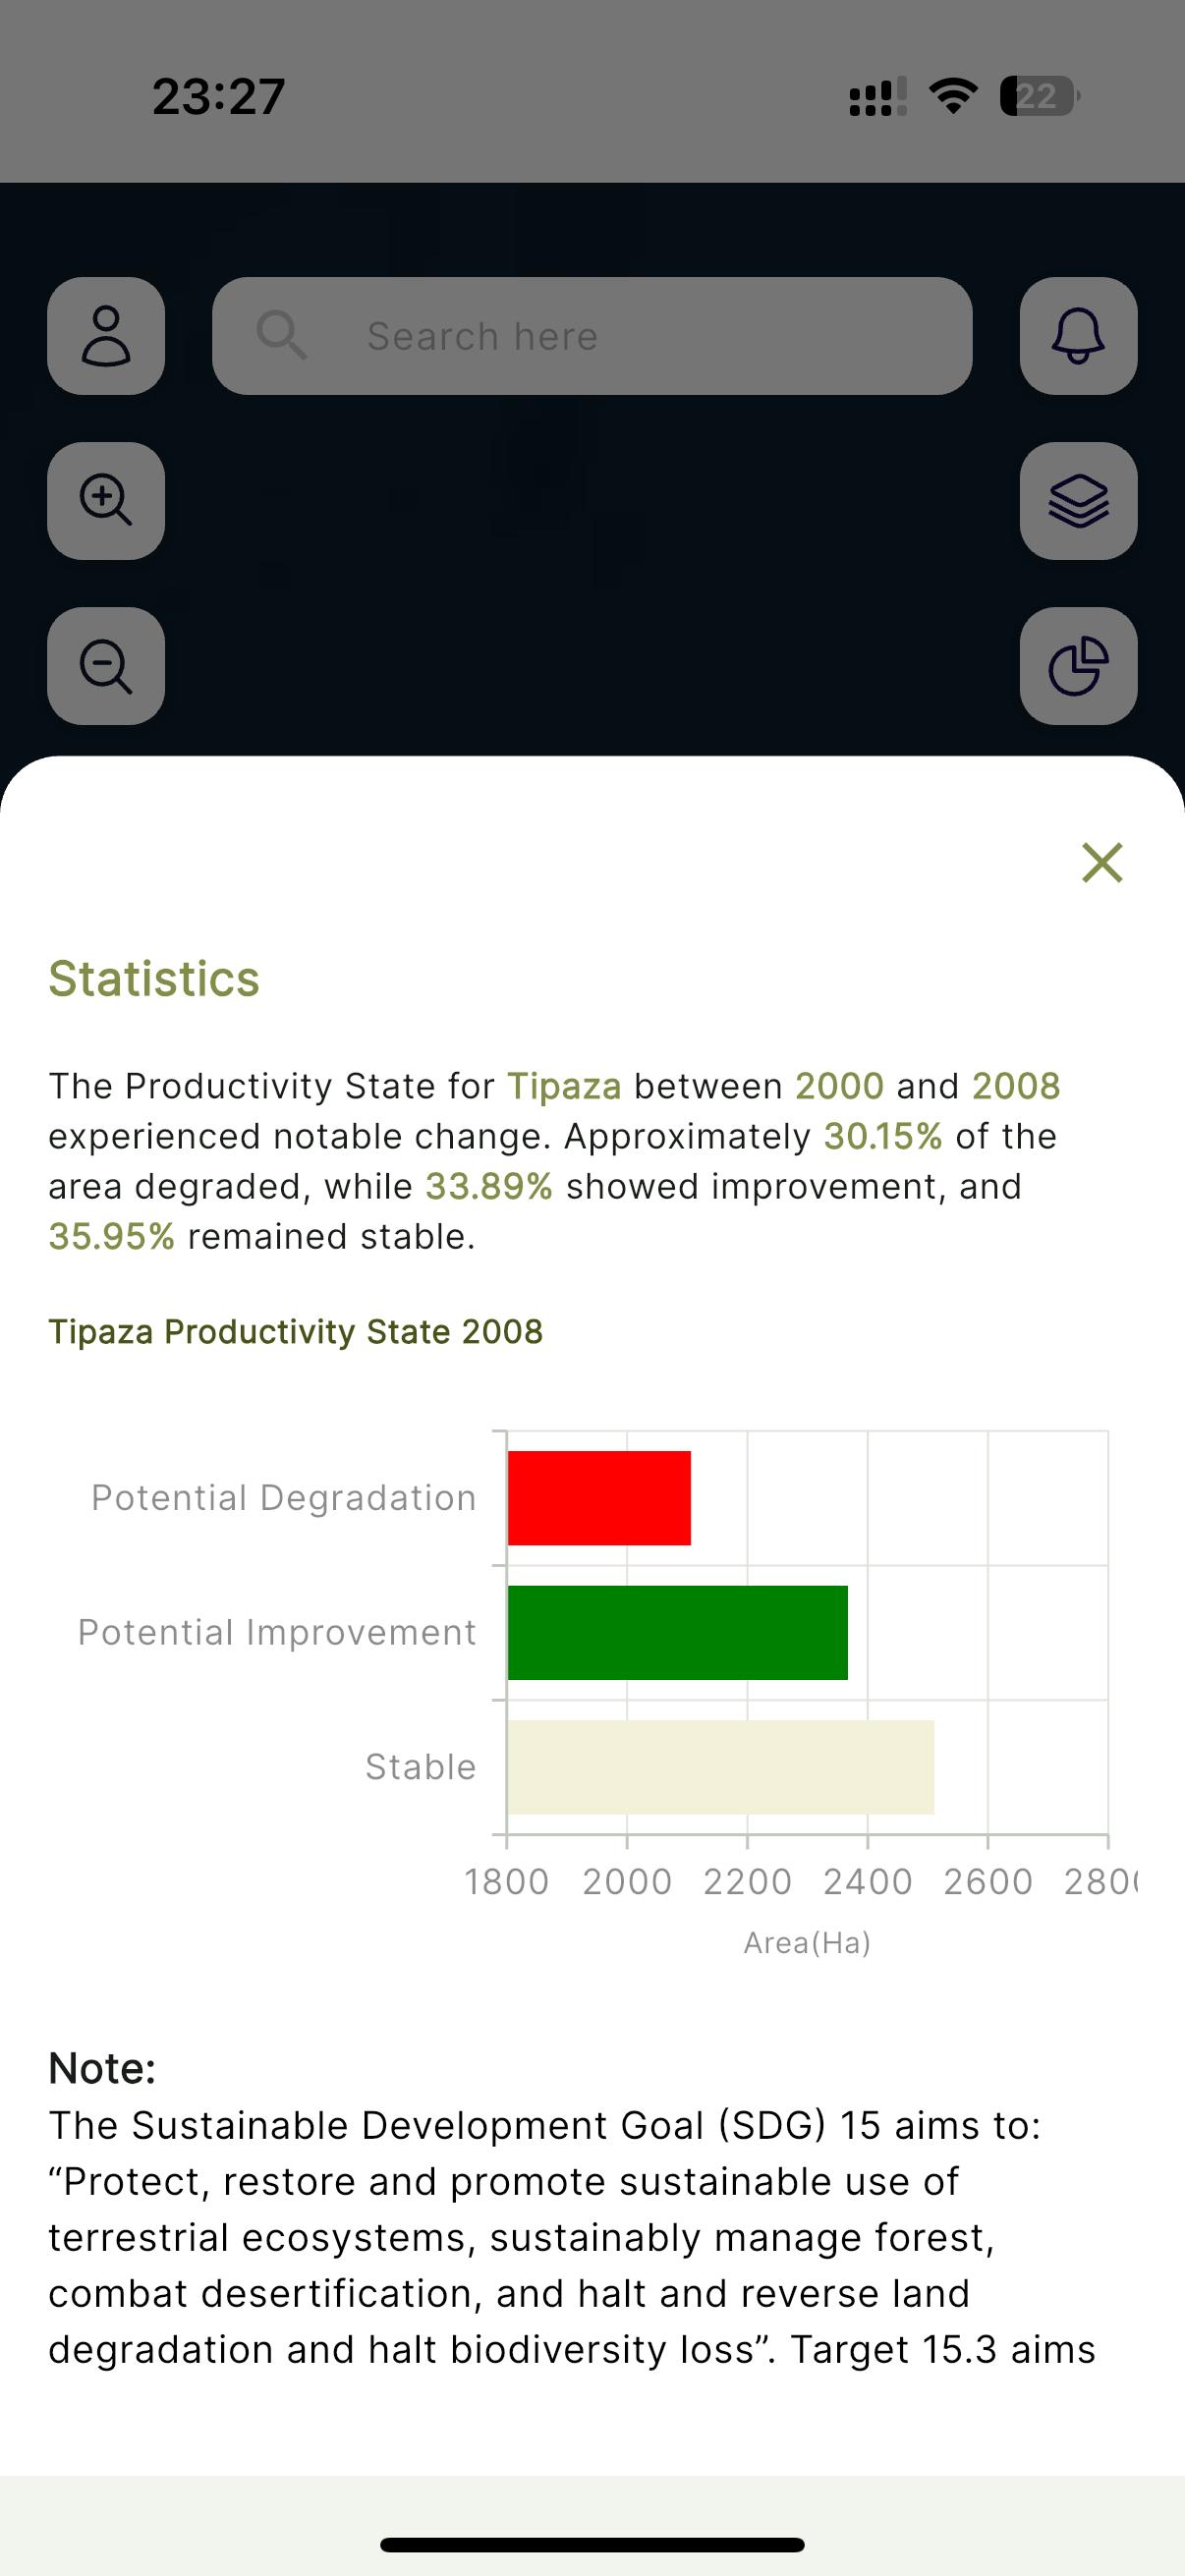 23:27
22
Search here
Statistics
The Productivity State for Tipaza between 2000 and 2008
experienced notable change. Approximately 30.15% of the
area degraded, while 33.89% showed improvement, and
35.95% remained stable.
Tipaza Productivity State 2008
Potential Degradation
Potential Improvement
Stable
1800 2000 2200 2400 2600 2800
Area(Ha)
Note:
The Sustainable Development Goal (SDG) 15 aims to:
“Protect, restore and promote sustainable use of
terrestrial ecosystems, sustainably manage forest,
combat desertification, and halt and reverse land
degradation and halt biodiversity loss”. Target 15.3 aims